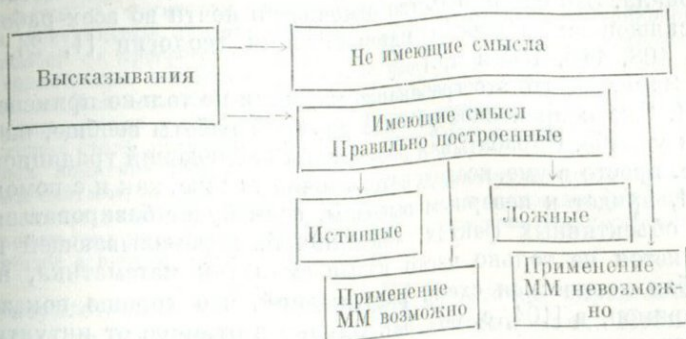 Высказывания
Не имеющие смысла
Имеющие смысл
Правильно построенные
Истинные
Ложные
Применение
ММ возможно
Применение
ММ невозмож-
но